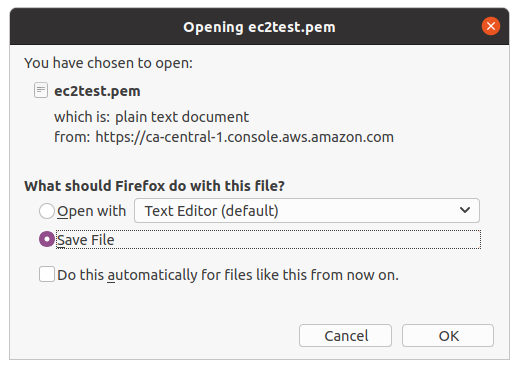 Opening ec2test.pem
You have chosen to open:
ec2test.pem
which is: plain text document
from: https://ca-central-1.console.aws.amazon.com
What should Firefox do with this file?
Open with Text Editor (default)
Save File
Do this automatically for files like this from now on.
Cancel OK